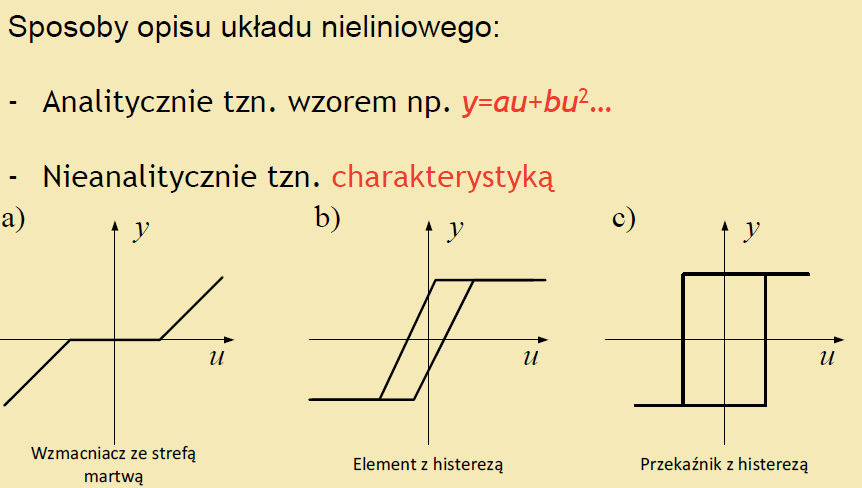 Sposoby opisu układu nieliniowego:
- Analitycznie tzn. wzorem np. y=au+bu²...
- Nieanalitycznie tzn. charakterystyką
a) y u
b) y u
c) y u
Wzmacniacz ze strefą
martwą
Element z histerezą
Przekaźnik z histerezą